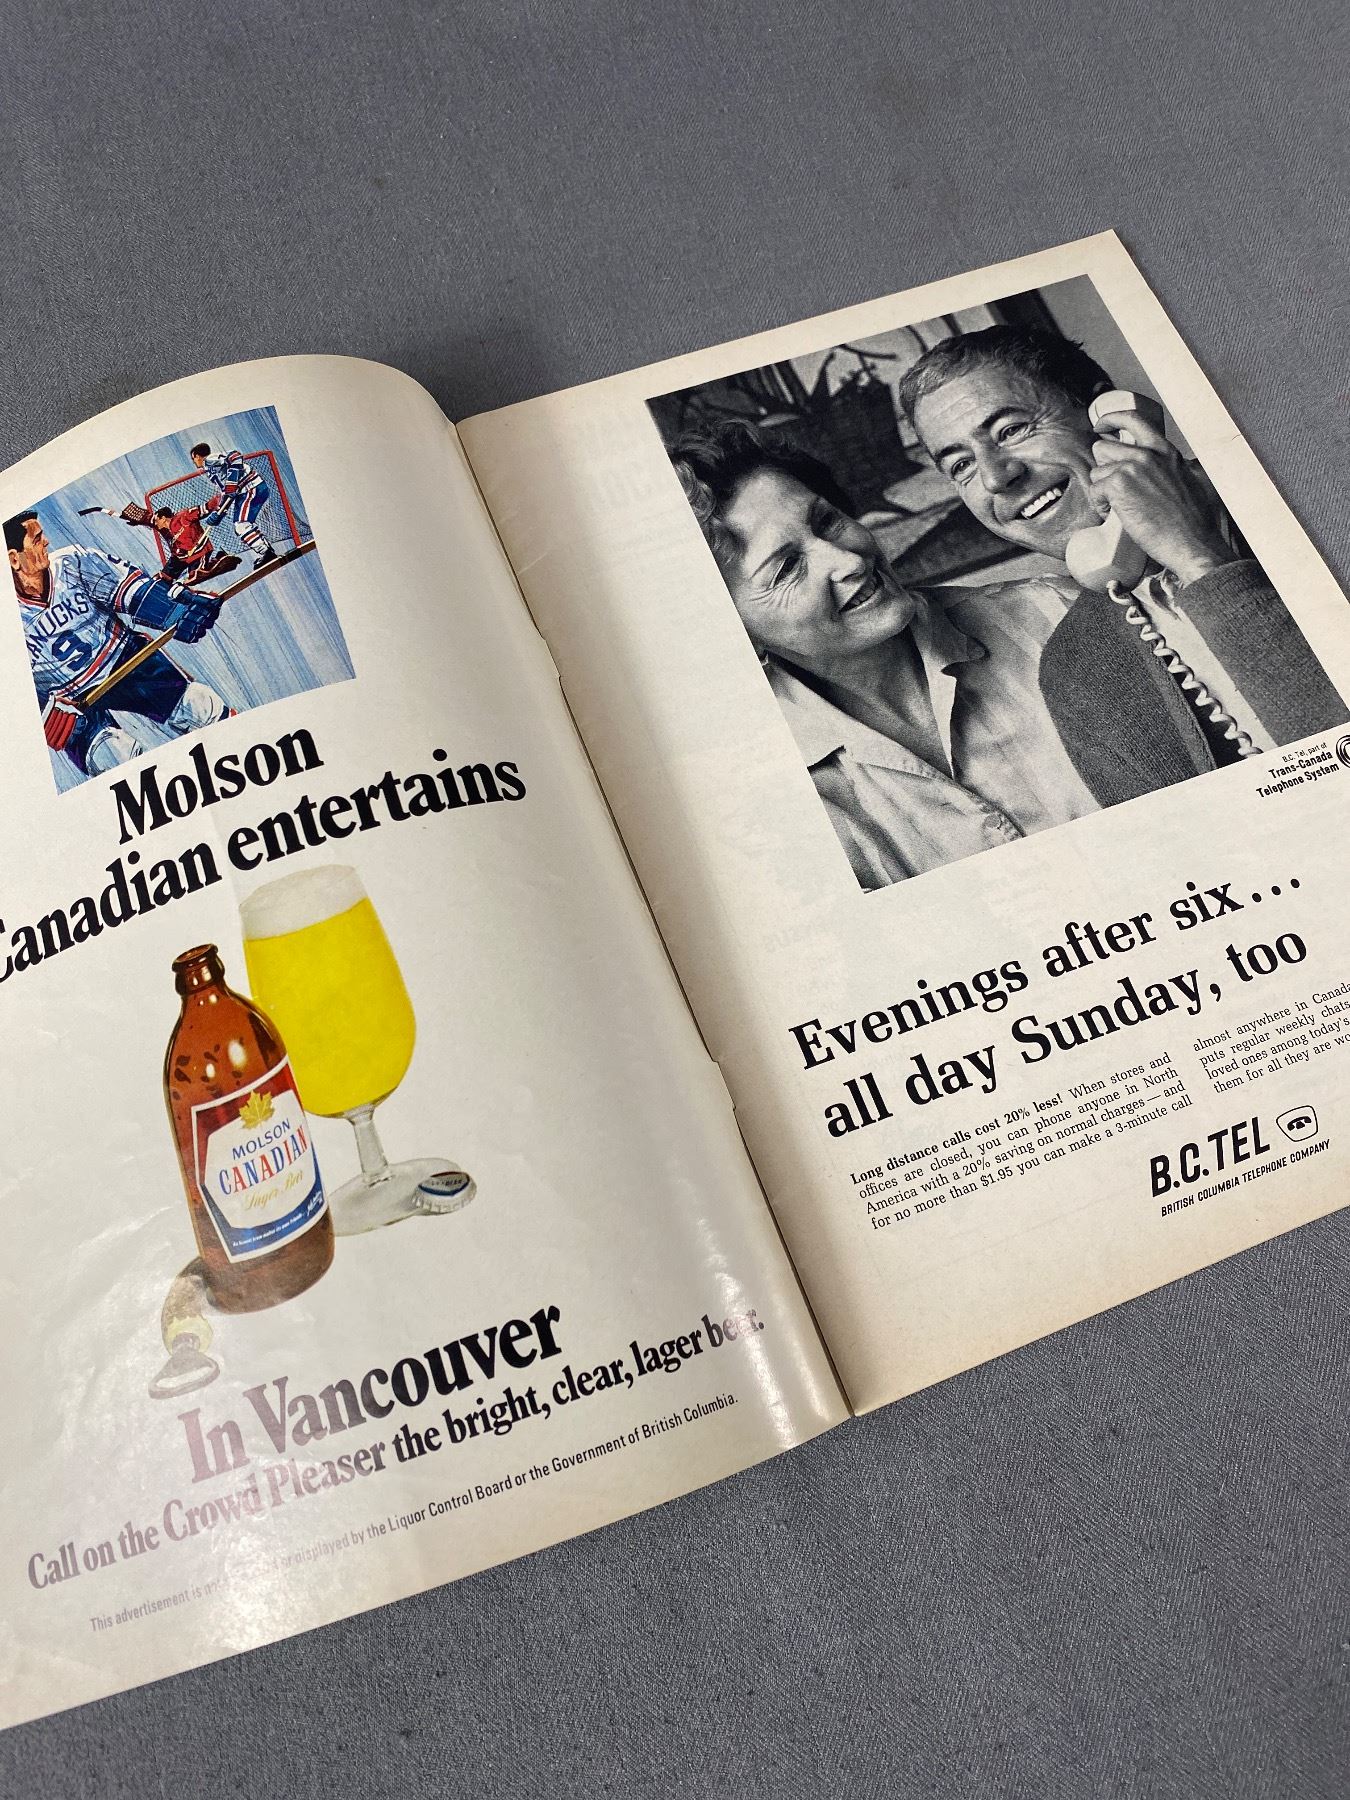 ANUCKS
9
Molson
Canadian entertains
MOLSON
CANADIAN
Lager Beer
In Vancouver
Call on the Crowd Pleaser the bright, clear, lager beer.
This advertisement is or displayed by the Liquor Control Board or the Government of British Columbia.
B.C. Tel, part of
Trans-Canada
Telephone System
Evenings after six...
all day Sunday, too
Long distance calls cost 20% less! When stores and
offices are closed, you can phone anyone in North
America with a 20% saving on normal charges—and
for no more than $1.95 you can make a 3-minute call
almost anywhere in Canada
puts regular weekly chats
loved ones among today's
them for all they are wo
B.C.TEL
BRITISH COLUMBIA TELEPHONE COMPANY